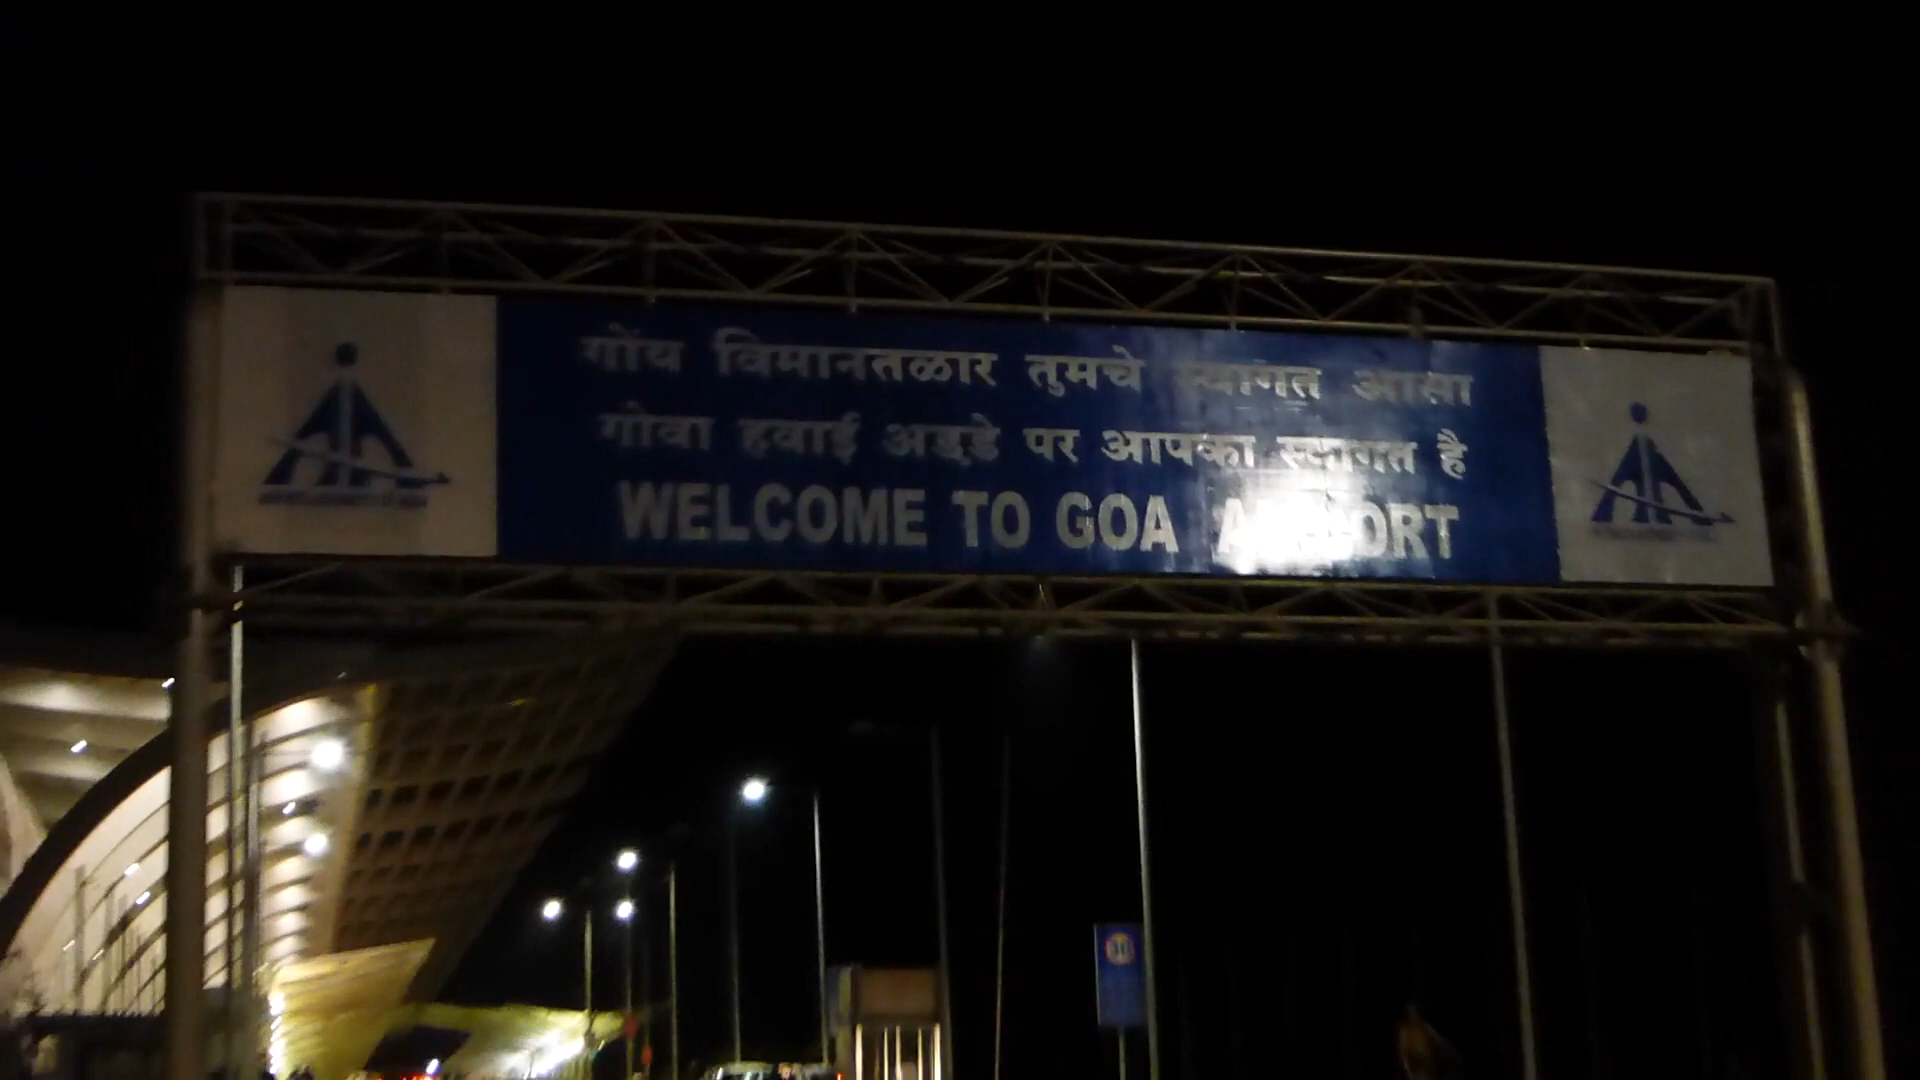 गोंय विमानतळार तुमचे स्वागत आसा
गोवा हवाई अड्डे पर आपका स्वागत है
WELCOME TO GOA AIRPORT